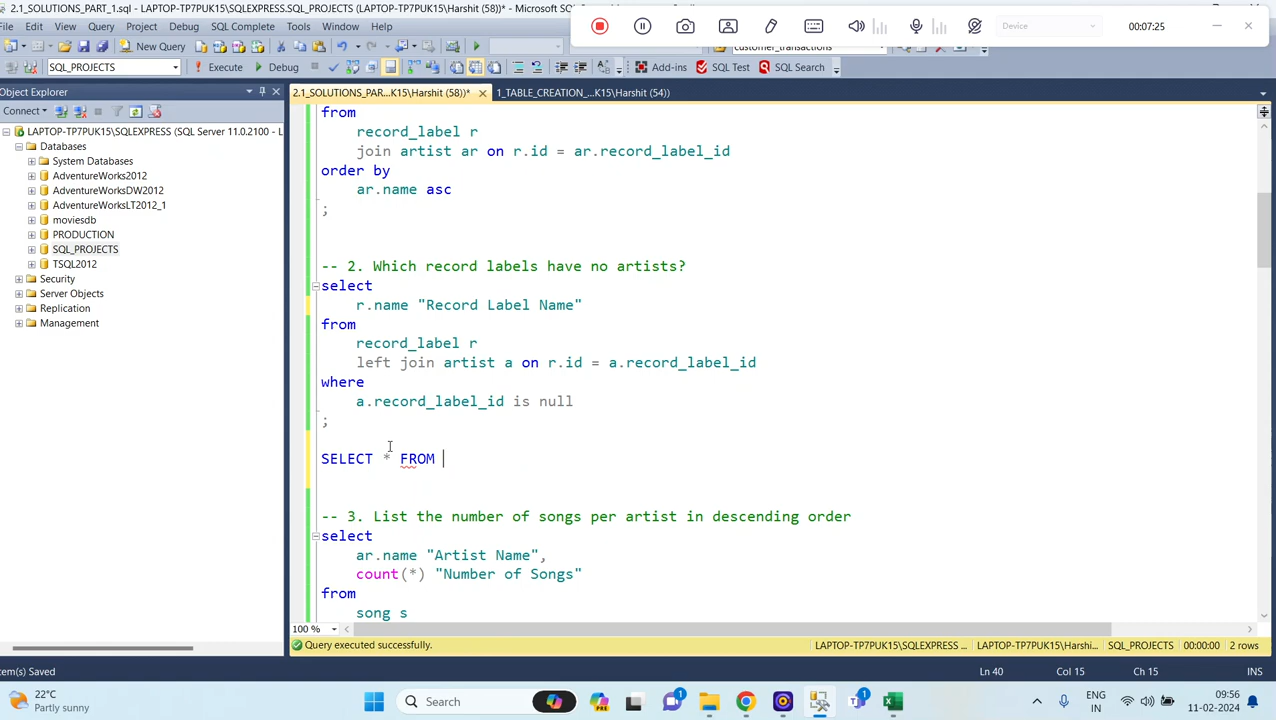 2.1_SOLUTIONS_PART_1.sql - LAPTOP-TP7PUK15\SQLEXPRESS.SQL_PROJECTS (LAPTOP-TP7PUK15\Harshit (58))* - Microsoft SQL
Device
00:07:25
Edit View Query Project Debug SQL Complete Tools Window Help
New Query
customer_transactions
SQL_PROJECTS
Execute Debug
Add-ins SQL Test SQL Search
Object Explorer
2.1_SOLUTIONS_PAR...K15\Harshit (58))*
1_TABLE_CREATION_...K15\Harshit (54))
Connect
LAPTOP-TP7PUK15\SQLEXPRESS (SQL Server 11.0.2100 - L
Databases
System Databases
AdventureWorks2012
AdventureWorksDW2012
AdventureWorksLT2012_1
moviesdb
PRODUCTION
SQL_PROJECTS
TSQL2012
Security
Server Objects
Replication
Management
from
record_label r
join artist ar on r.id = ar.record_label_id
order by
ar.name asc
;
-- 2. Which record labels have no artists?
select
r.name "Record Label Name"
from
record_label r
left join artist a on r.id = a.record_label_id
where
a.record_label_id is null
;
SELECT * FROM
-- 3. List the number of songs per artist in descending order
select
ar.name "Artist Name",
count(*) "Number of Songs"
from
song s
100 %
Query executed successfully.
LAPTOP-TP7PUK15\SQLEXPRESS ... LAPTOP-TP7PUK15\Harshi... SQL_PROJECTS 00:00:00 2 rows
tem(s) Saved
Ln 40 Col 15 Ch 15 INS
22°C
Partly sunny
Search
PRE
1
1
ENG
IN
09:56
11-02-2024